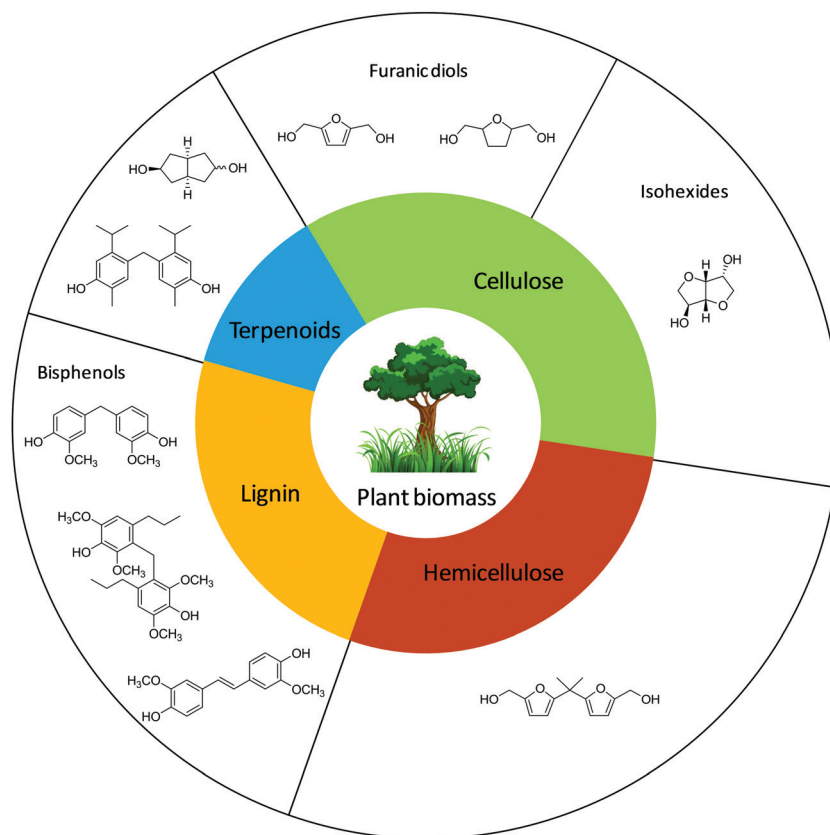 Furanic diols
HO
O
OH
HO
O
OH
Isohexides
H
OH
O
O
HO
H
H
HO
OH
H
HO
OH
Terpenoids
Cellulose
Bisphenols
HO
OCH3
OCH3
OH
Lignin
Plant biomass
Hemicellulose
H3CO
HO
OCH3
OCH3
OH
OCH3
H3CO
HO
OH
OCH3
HO
O
O
OH